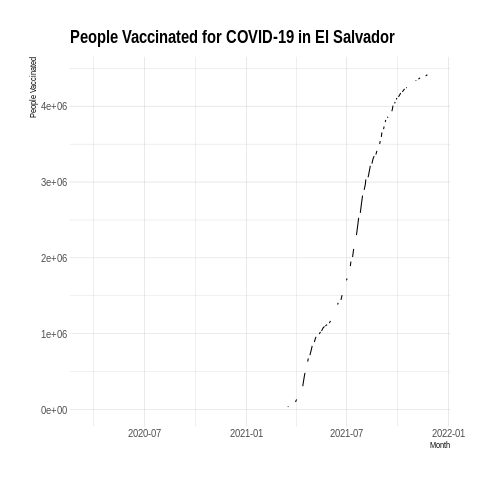 People Vaccinated for COVID-19 in El Salvador
People Vaccinated
4e+06
3e+06
2e+06
1e+06
0e+00
2020-07 2021-01 2021-07 2022-01
Month